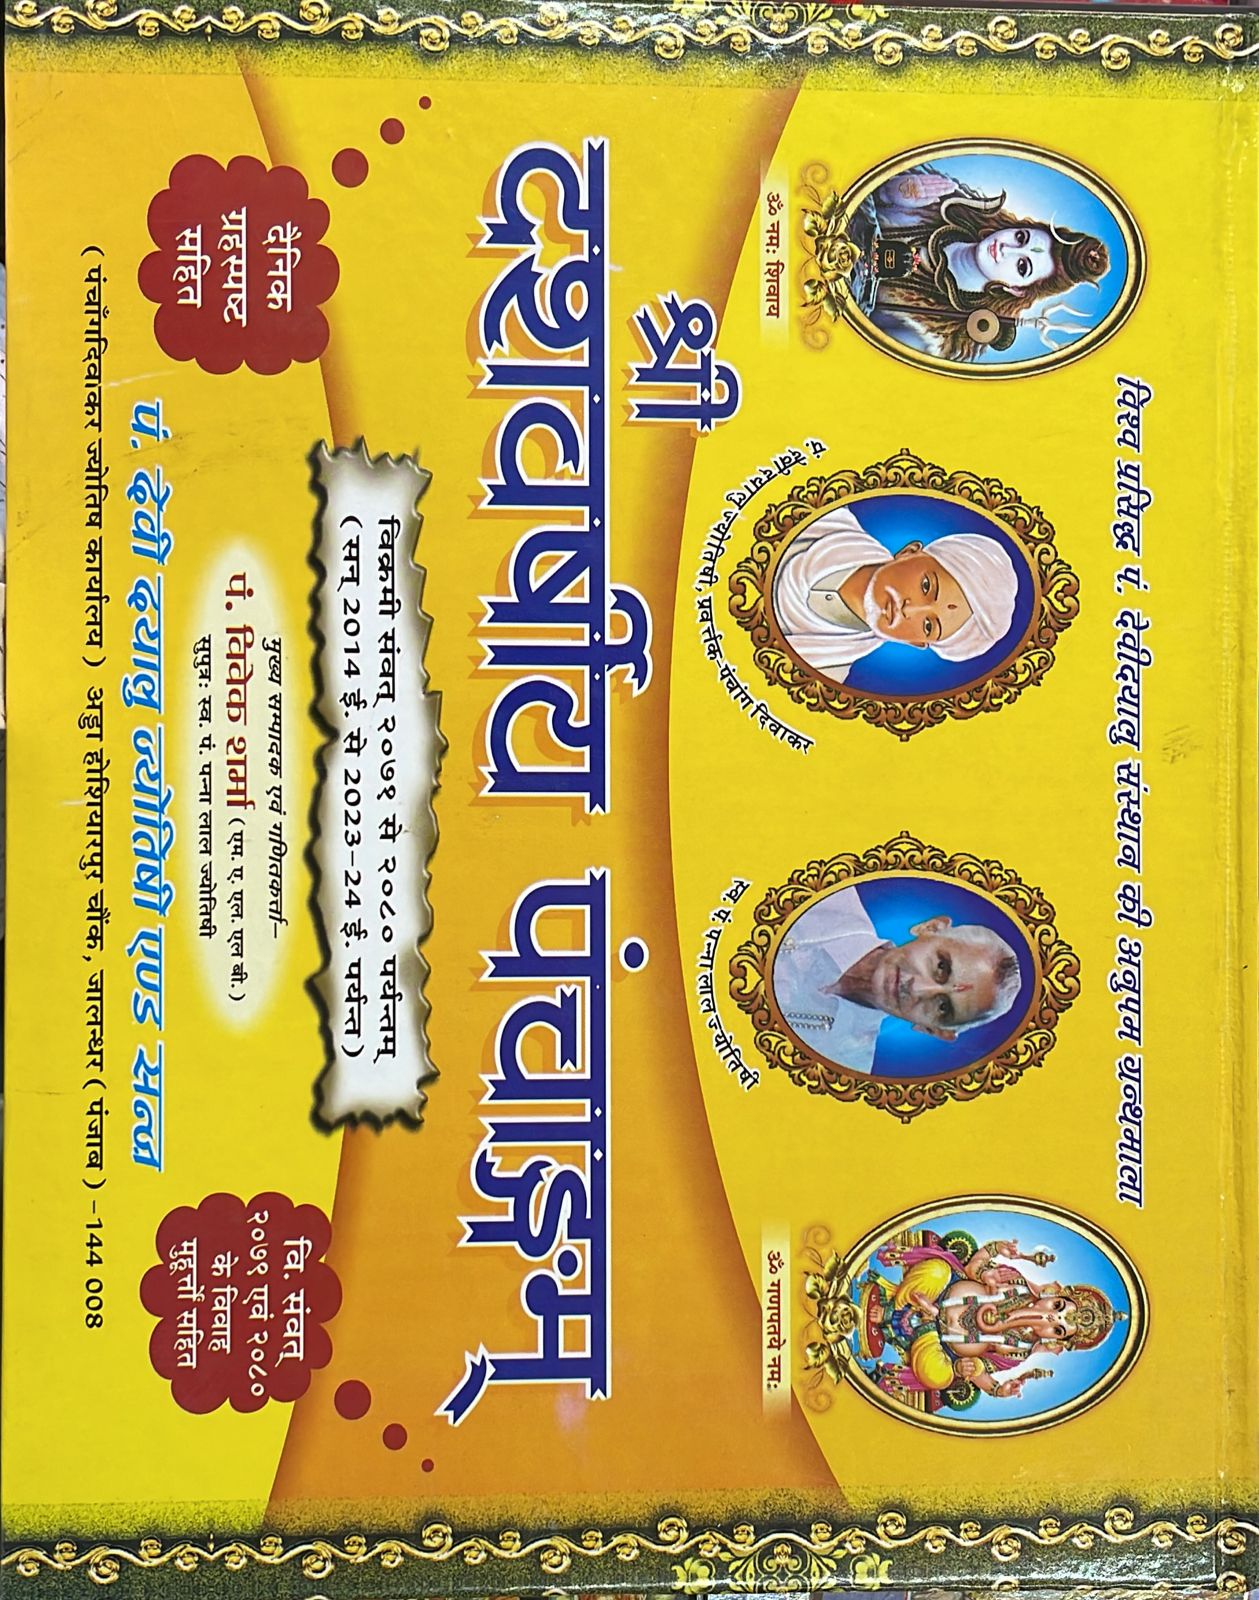 विश्व प्रसिद्ध पं. देवीदयालु संस्थान की अनुपम ग्रन्थमाला
ॐ नमः शिवाय
पं. देवी दयालु ज्योतिषी, प्रवर्त्तक-पंचांग दिवाकर
स्व. पं. पन्ना लाल ज्योतिषी
ॐ गणपतये नमः
श्री
दशवर्षीय पंचाङ्गम्
विक्रमी संवत् २०७१ से २०८० पर्यन्तम्
( सन् 2014 ई. से 2023-24 ई. पर्यन्त )
दैनिक
ग्रहस्पष्ट
सहित
वि. संवत्
२०७९ एवं २०८०
के विवाह
मुहूर्त्तों सहित
मुख्य सम्पादक एवं गणितकर्त्ता-
पं. विवेक शर्मा ( एम. ए. एल. एल बी. )
सुपुत्रः स्व. पं. पन्ना लाल ज्योतिषी
पं. देवी दयालु ज्योतिषी एण्ड सन्ज़
( पंचाँगदिवाकर ज्योतिष कार्यालय ) अड्डा होशियारपुर चौंक, जालन्धर ( पंजाब ) -144 008